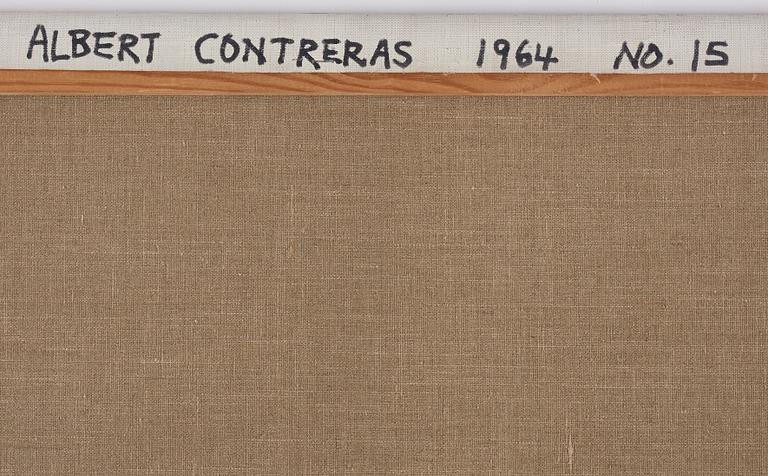 ALBERT CONTRERAS 1964 NO. 15